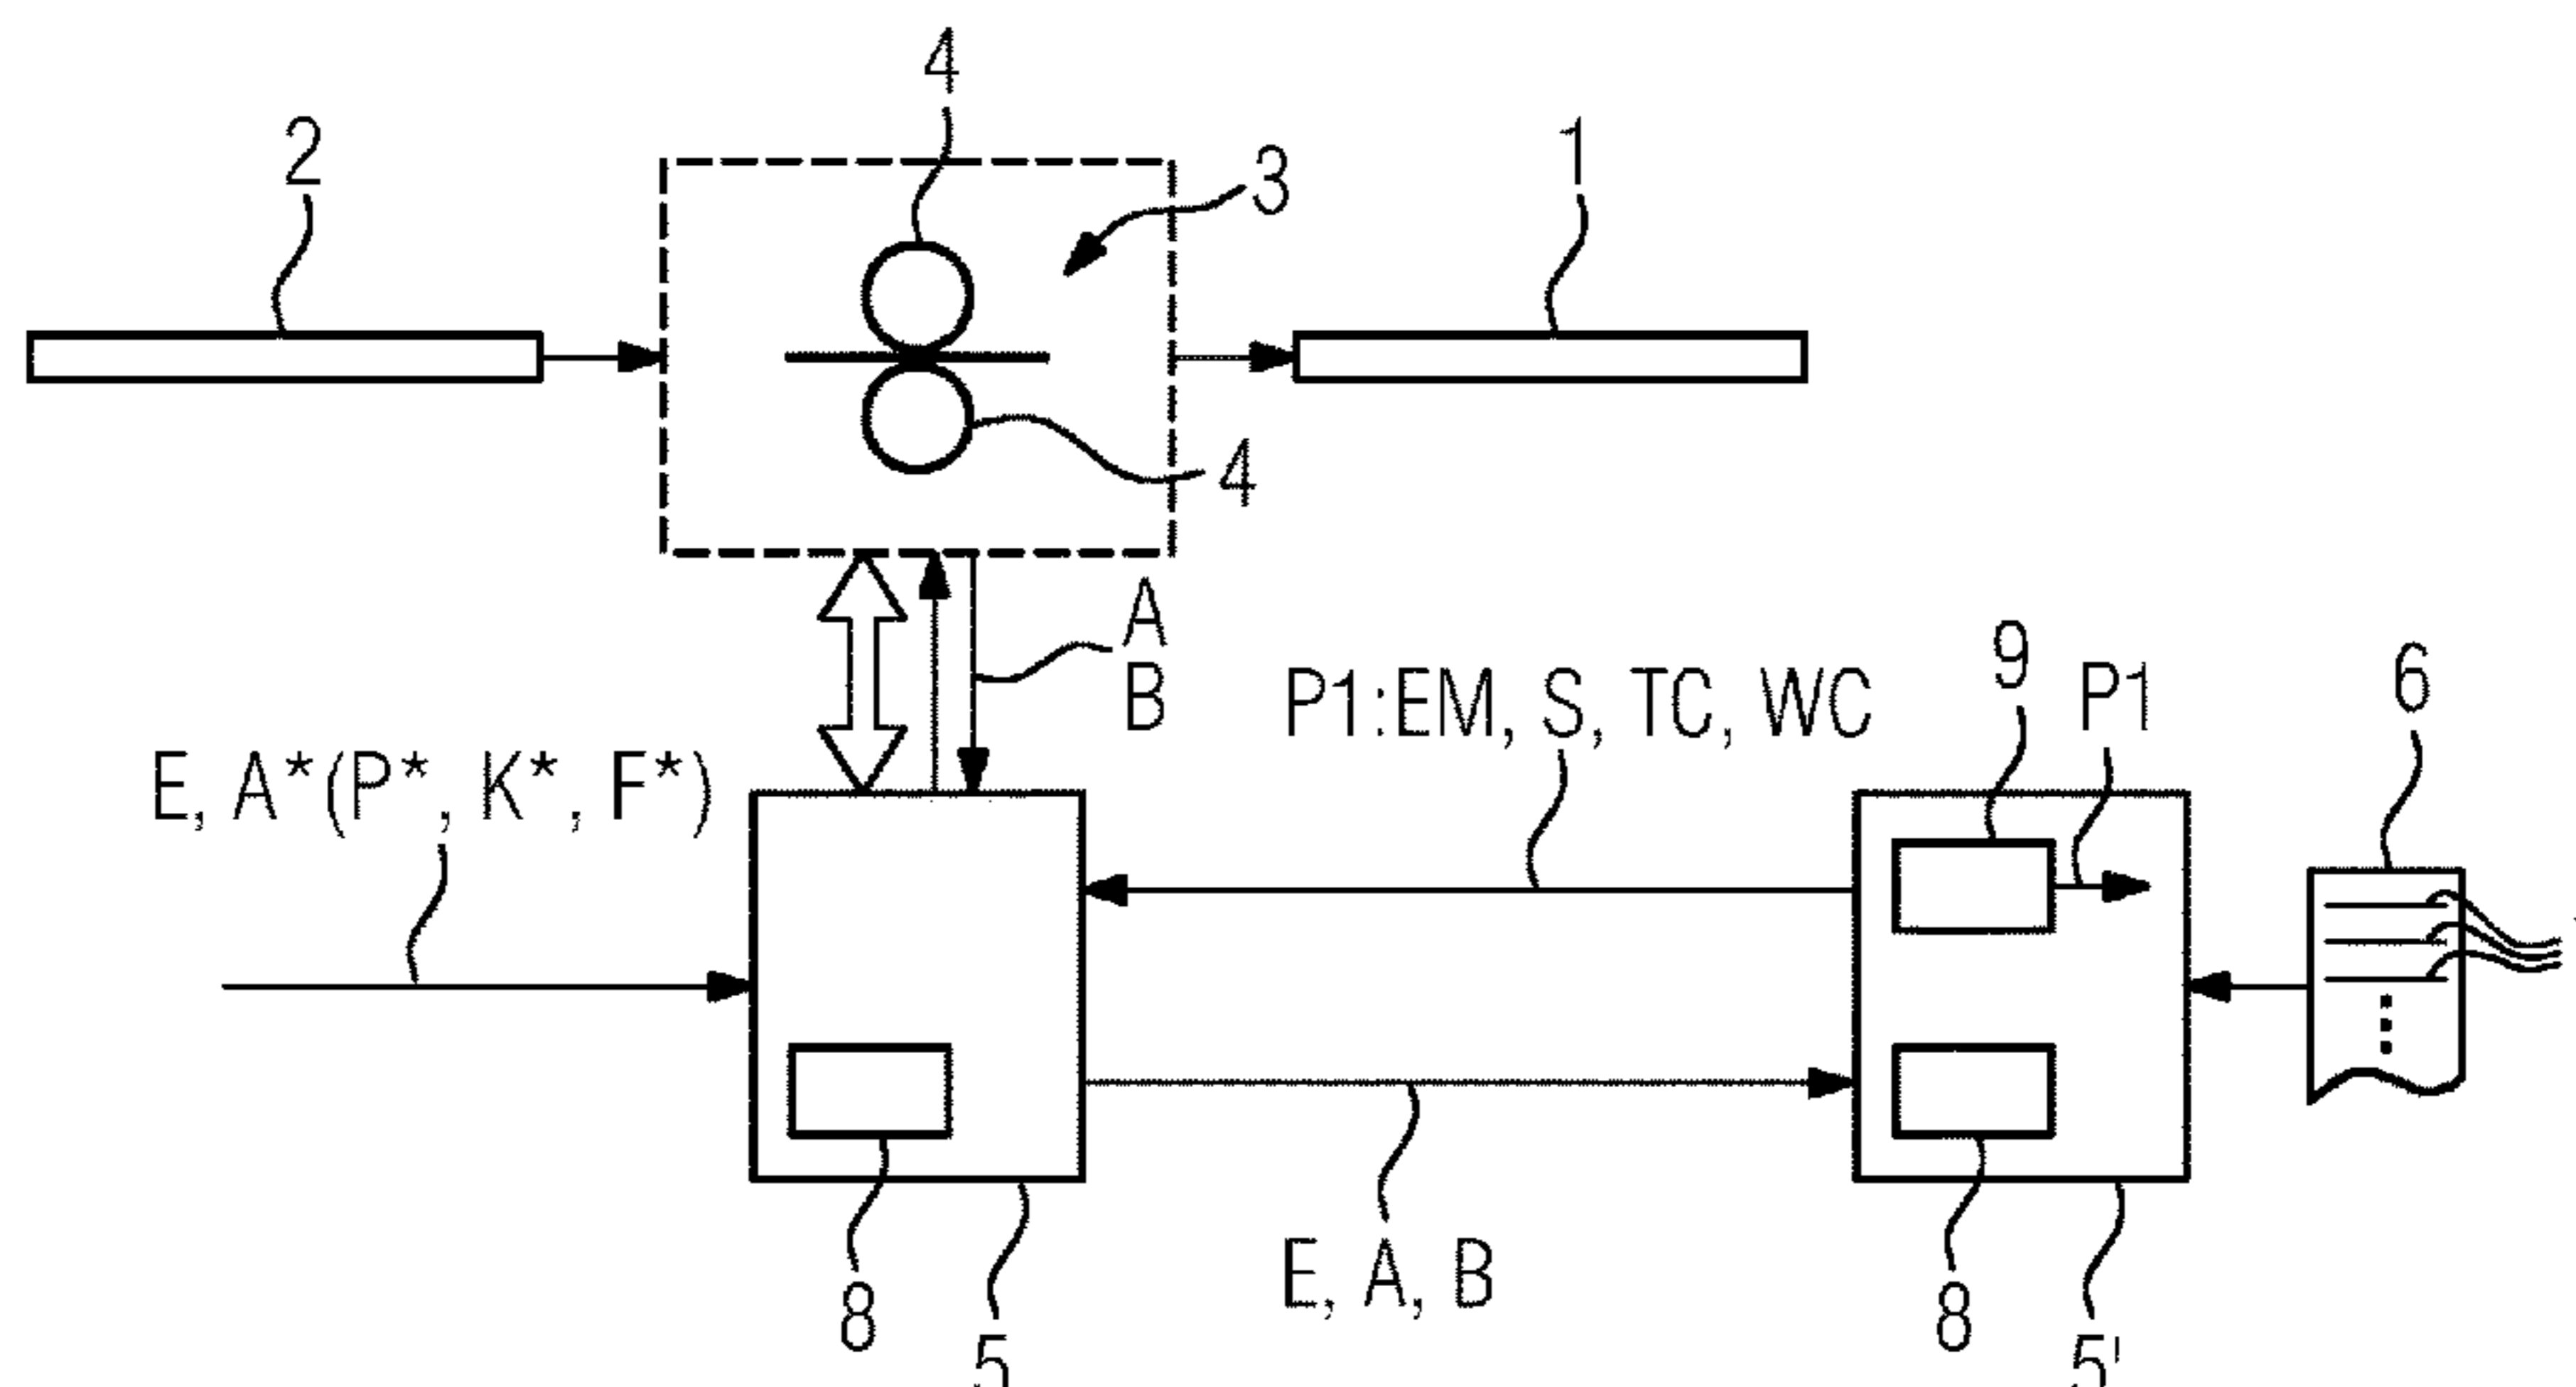 4
2
3
1
4
A
B
9
P1
6
P1:EM, S, TC, WC
E, A*(P*, K*, F*)
E, A, B
8
5
8
5'